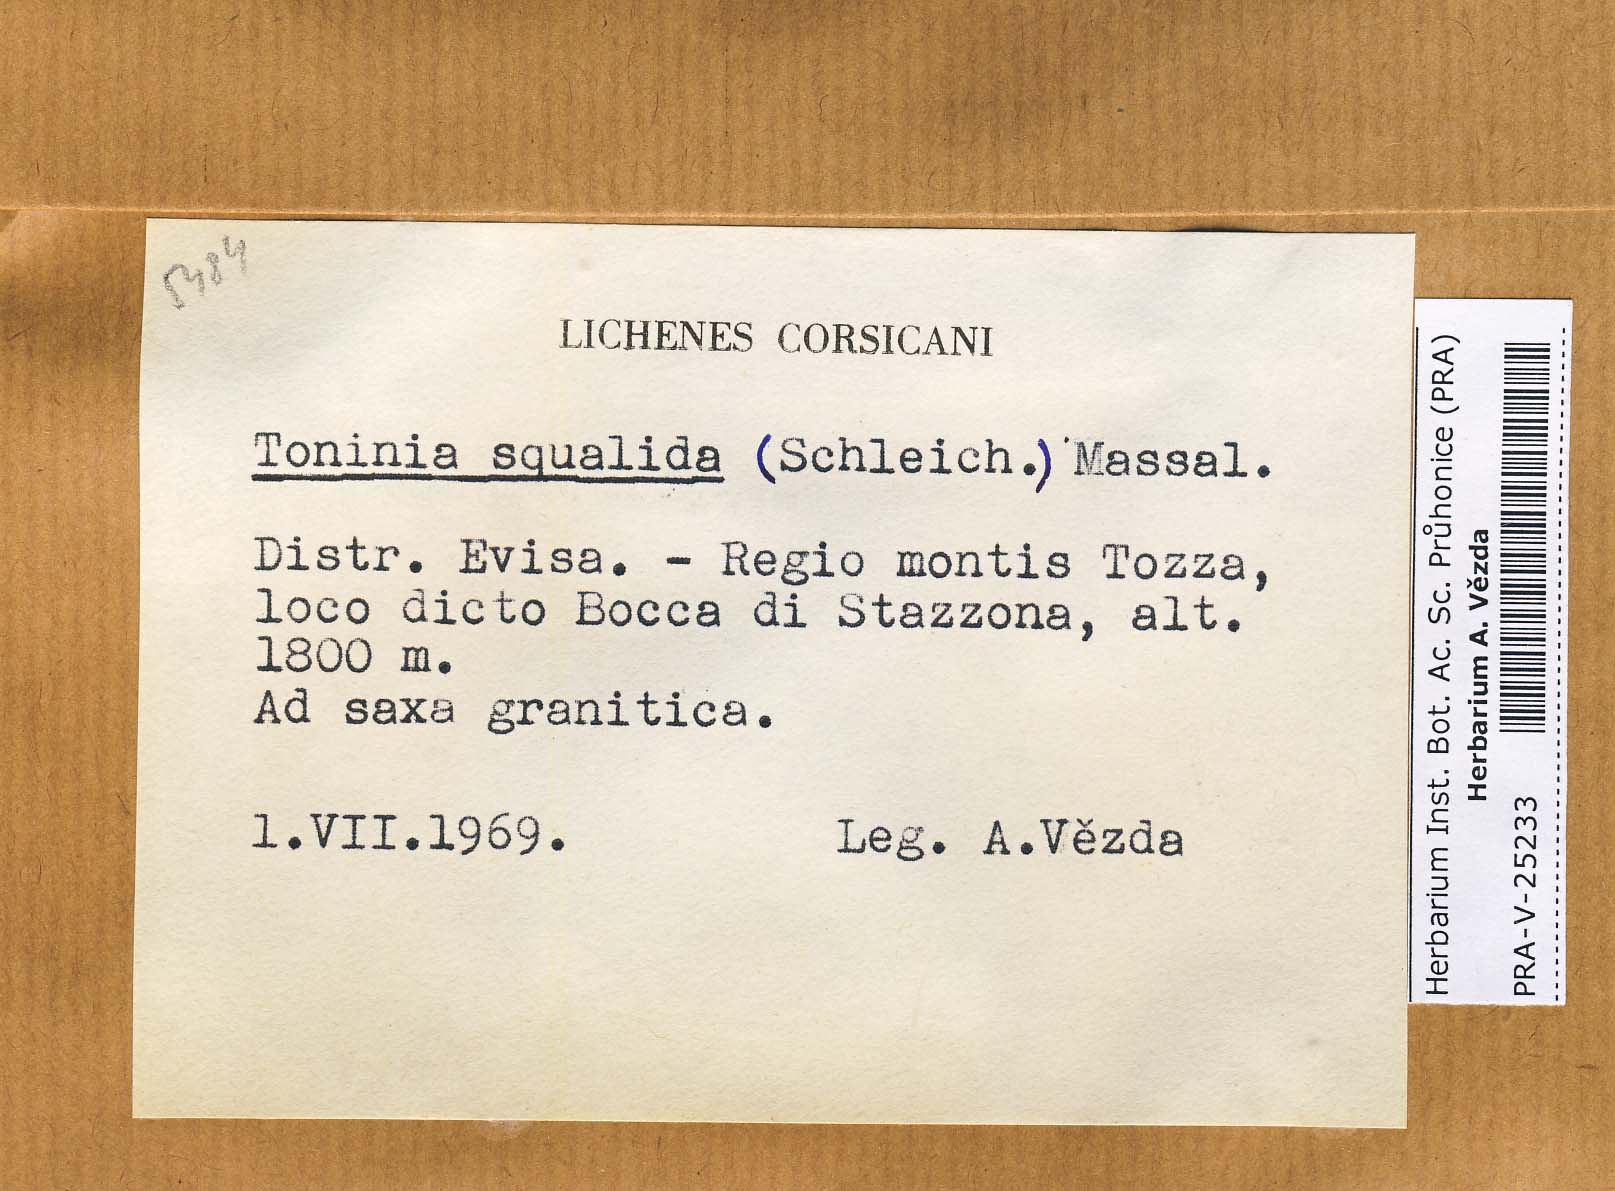 5484
LICHENES CORSICANI
Toninia squalida (Schleich.) Massal.
Distr. Evisa. - Regio montis Tozza,
loco dicto Bocca di Stazzona, alt.
1800 m.
Ad saxa granitica.
1.VII.1969. Leg. A.Vězda
Herbarium Inst. Bot. Ac. Sc. Průhonice (PRA)
Herbarium A. Vězda
PRA-V-25233